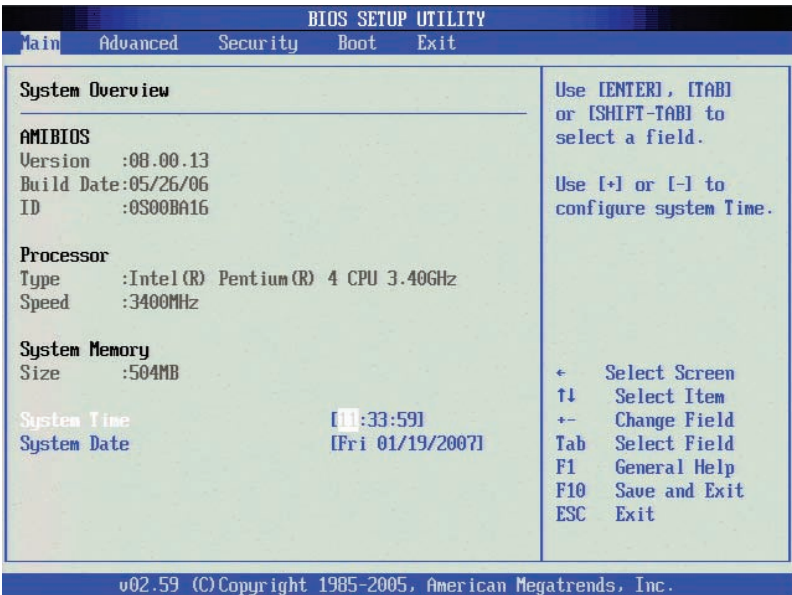 BIOS SETUP UTILITY
Main Advanced Security Boot Exit
System Overview
AMIBIOS
Version :08.00.13
Build Date:05/26/06
ID :0S00BA16
Processor
Type :Intel(R) Pentium(R) 4 CPU 3.40GHz
Speed :3400MHz
System Memory
Size :504MB
System Time [11:33:59]
System Date [Fri 01/19/2007]
Use [ENTER], [TAB]
or [SHIFT-TAB] to
select a field.
Use [+] or [-] to
configure system Time.
← Select Screen
↑↓ Select Item
+- Change Field
Tab Select Field
F1 General Help
F10 Save and Exit
ESC Exit
v02.59 (C)Copyright 1985-2005, American Megatrends, Inc.